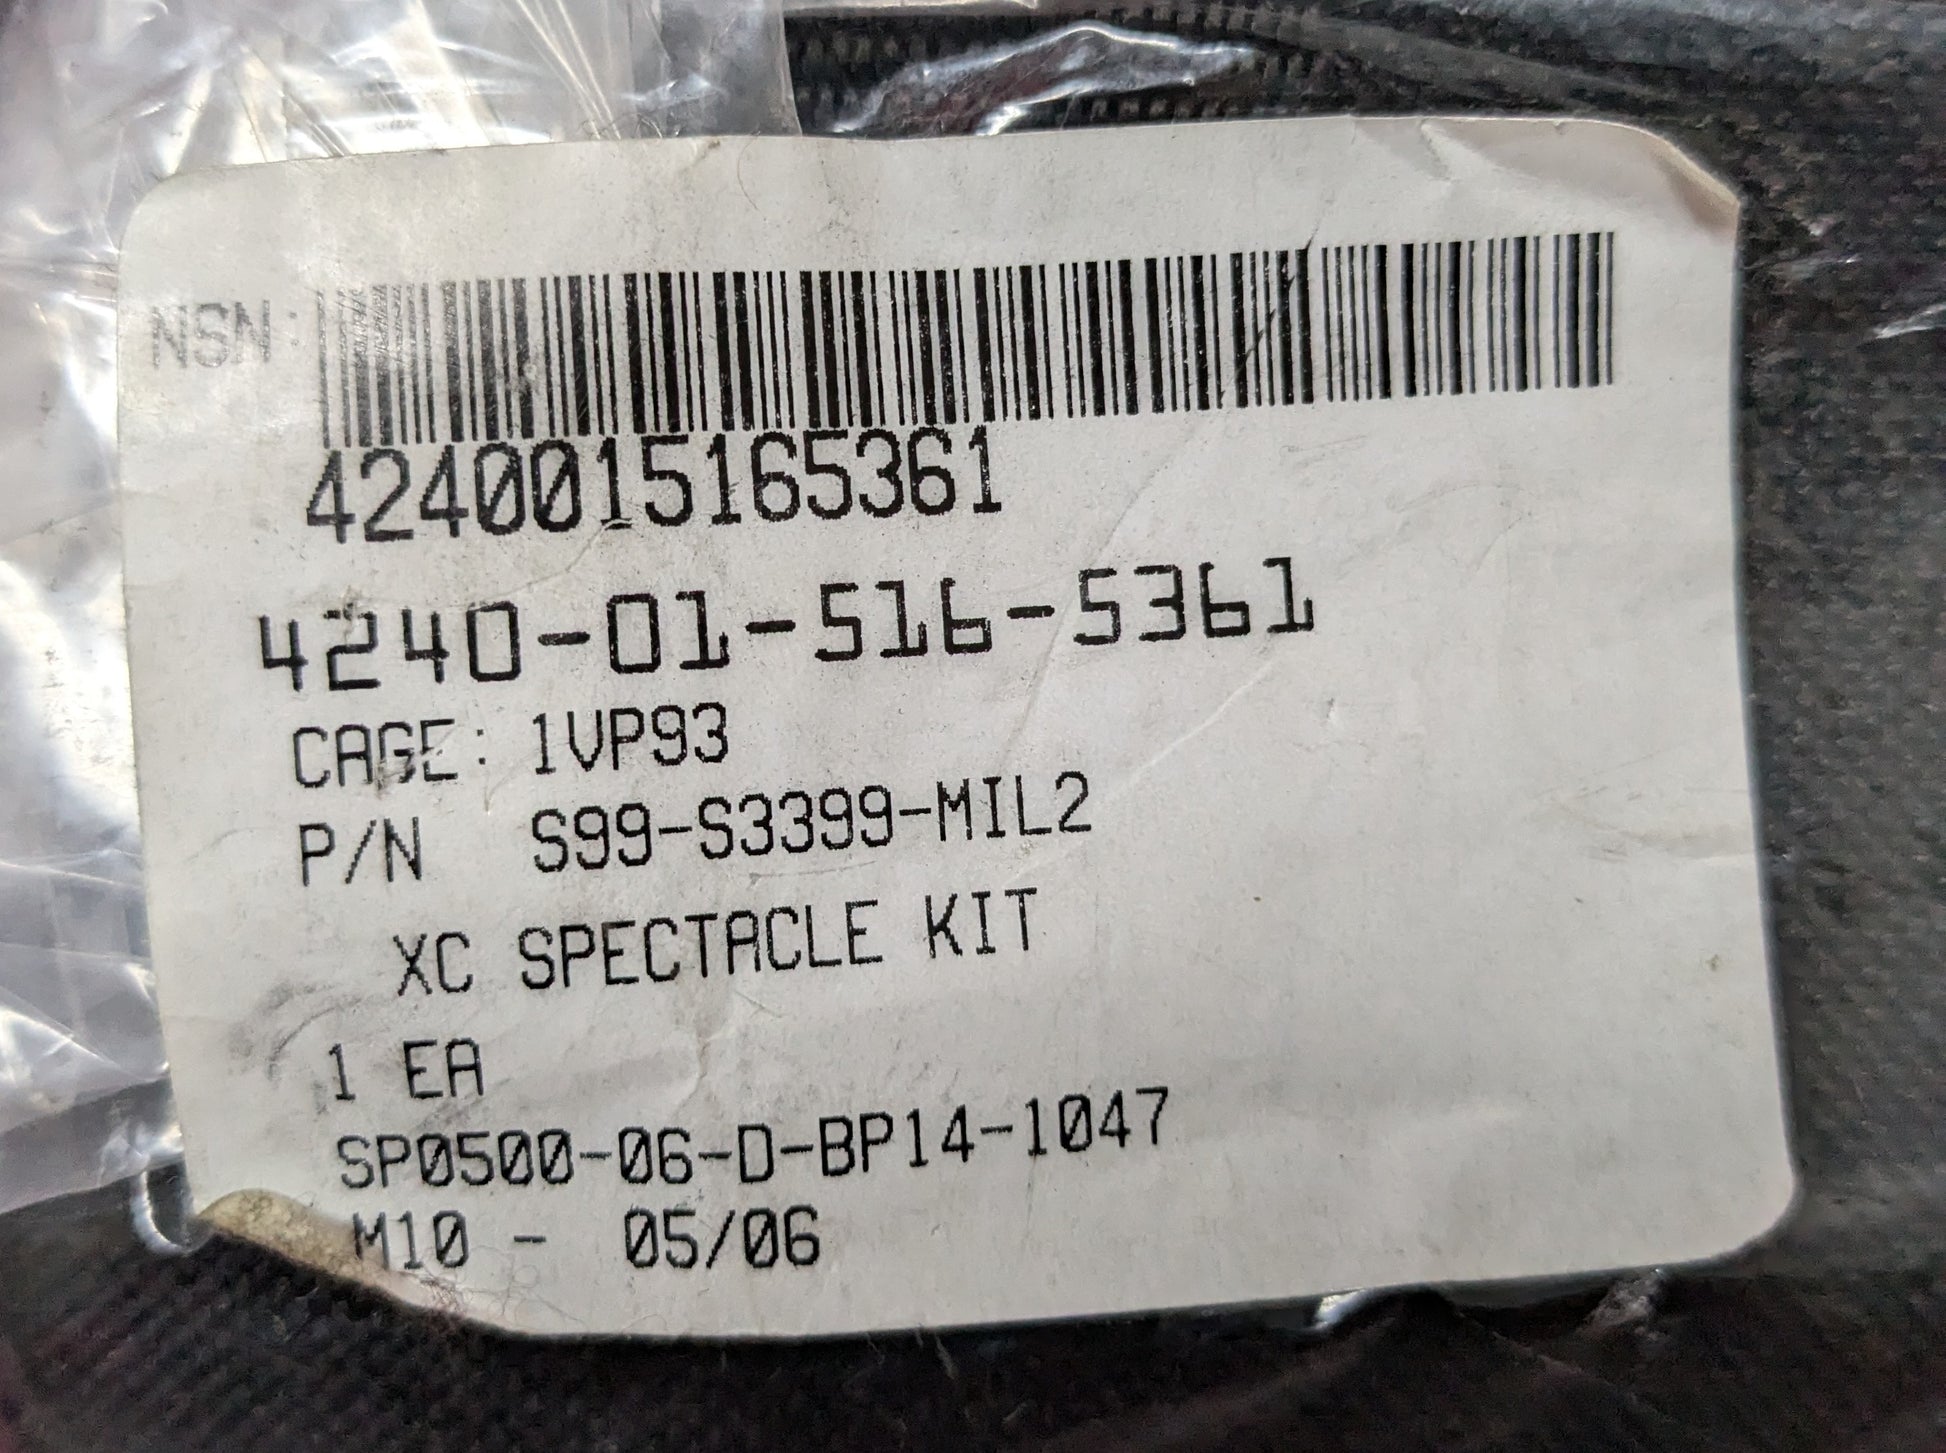 NSN:
4240015165361
4240-01-516-5361
CAGE: 1VP93
P/N S99-S3399-MIL2
XC SPECTACLE KIT
1 EA
SP0500-06-D-BP14-1047
M10 - 05/06